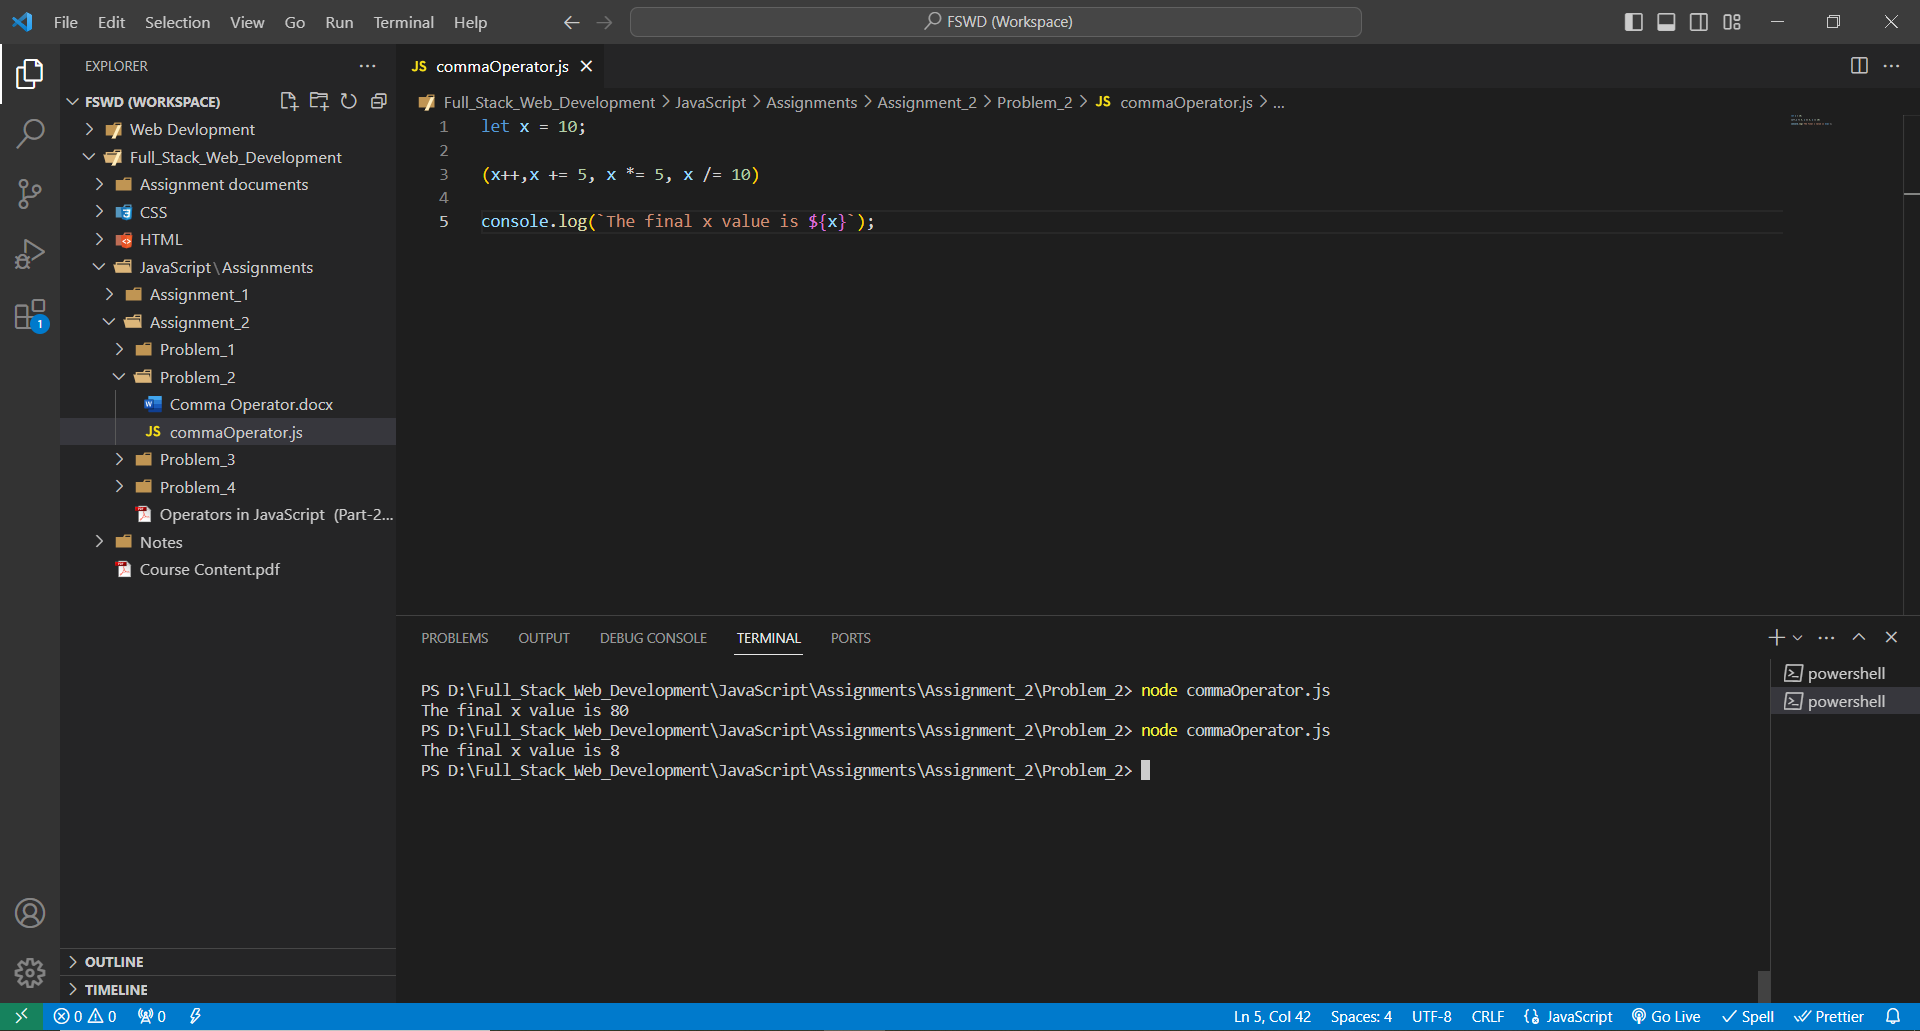 File Edit Selection View Go Run Terminal Help
FSWD (Workspace)
EXPLORER
FSWD (WORKSPACE)
Web Devlopment
Full_Stack_Web_Development
Assignment documents
CSS
HTML
JavaScript\Assignments
Assignment_1
Assignment_2
Problem_1
Problem_2
Comma Operator.docx
commaOperator.js
Problem_3
Problem_4
Operators in JavaScript (Part-2...
Notes
Course Content.pdf
OUTLINE
TIMELINE
1
JS commaOperator.js
Full_Stack_Web_Development > JavaScript > Assignments > Assignment_2 > Problem_2 > JS commaOperator.js > ...
1 let x = 10;
2
3 (x++,x += 5, x *= 5, x /= 10)
4
5 console.log(`The final x value is ${x}`);
PROBLEMS OUTPUT DEBUG CONSOLE TERMINAL PORTS
PS D:\Full_Stack_Web_Development\JavaScript\Assignments\Assignment_2\Problem_2> node commaOperator.js
The final x value is 80
PS D:\Full_Stack_Web_Development\JavaScript\Assignments\Assignment_2\Problem_2> node commaOperator.js
The final x value is 8
PS D:\Full_Stack_Web_Development\JavaScript\Assignments\Assignment_2\Problem_2>
powershell
powershell
0 0 0 Ln 5, Col 42 Spaces: 4 UTF-8 CRLF {} JavaScript Go Live Spell Prettier